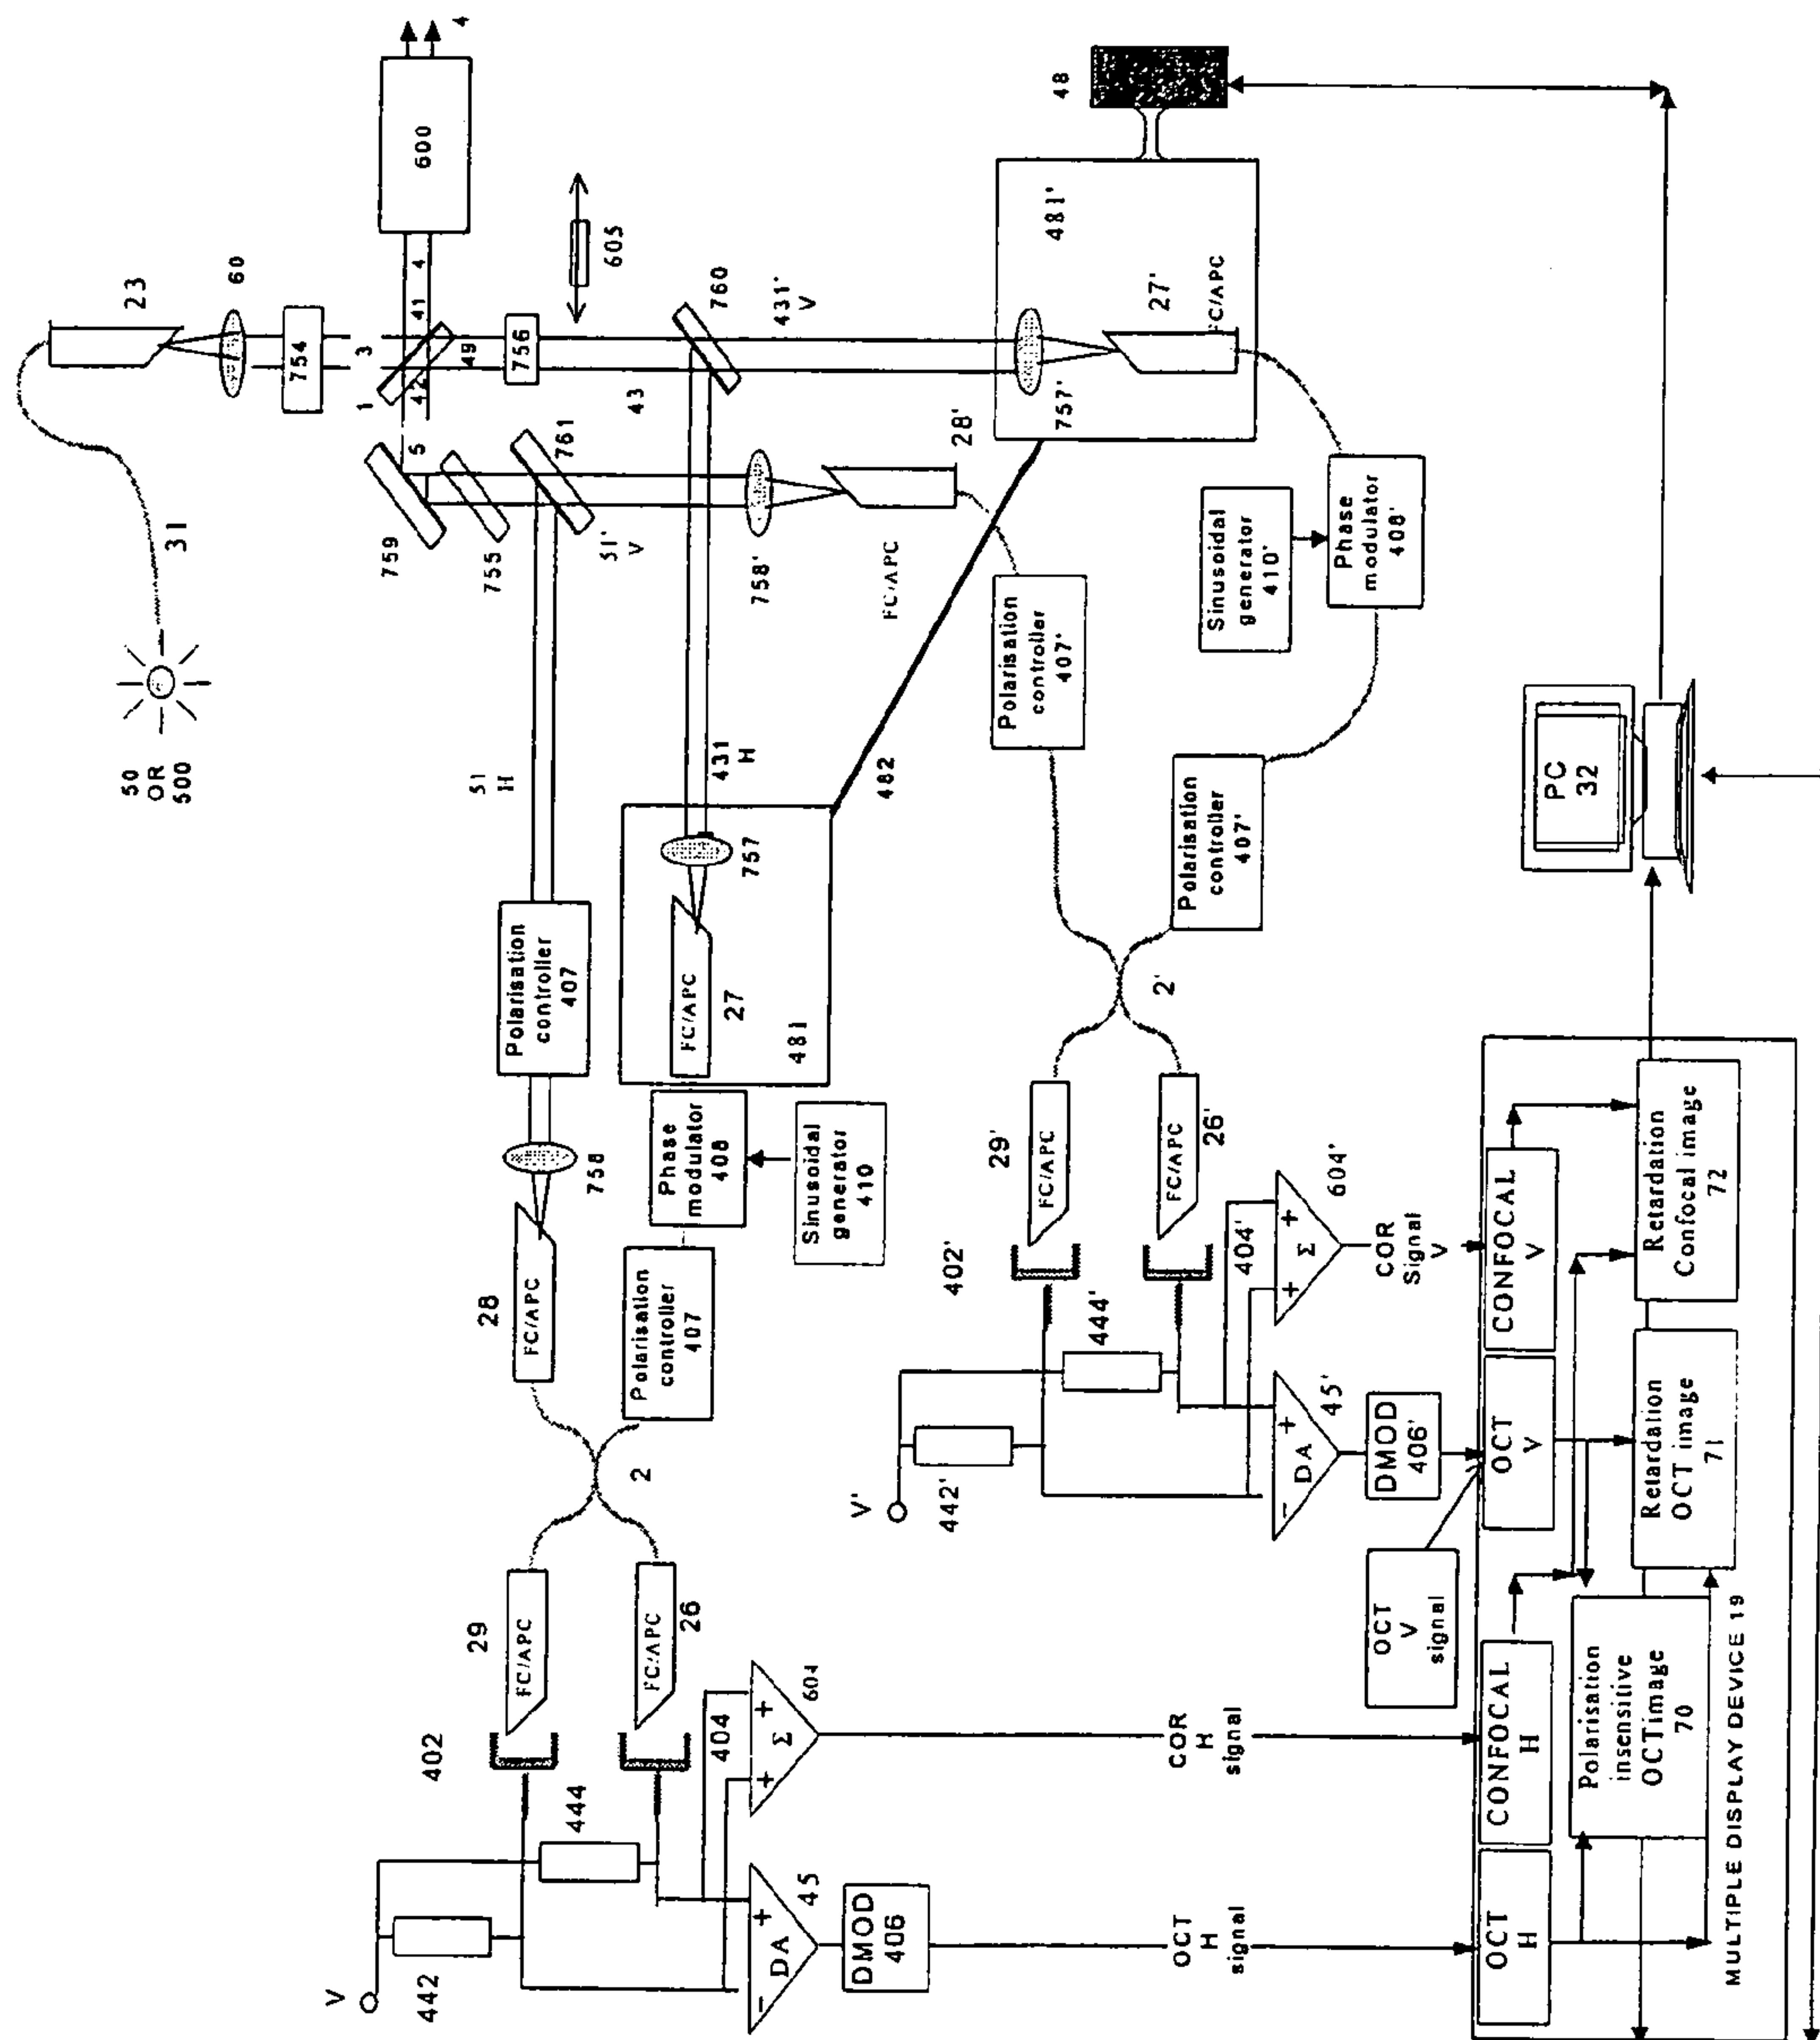 50
OR
500
31
23
60
754
3
1
42
41
4
49
600
4
5
759
755
761
756
605
43
760
431'
V
51
H
51'
V
758'
28'
FC/APC
757'
27'
FC/APC
481'
48
431
H
482
Polarisation
controller
407
757
FC/APC
27
481
758
FC/APC
28
Phase
modulator
408
Sinusoidal
generator
410
Polarisation
controller
407
2
29
FC/APC
FC/APC
26
402
404
444
442
V
+
Σ
+
604
+
DA
-
45
DMOD
406
COR
H
signal
OCT
H
signal
Polarisation
controller
407'
Sinusoidal
generator
410'
Phase
modulator
408'
Polarisation
controller
407'
2'
29'
FC/APC
FC/APC
26'
402'
404'
444'
442'
V'
+
Σ
+
604'
+
DA
-
45'
DMOD
406'
COR
Signal
V
OCT
V
signal
PC
32
CONFOCAL
V
OCT
V
CONFOCAL
H
OCT
H
Retardation
Confocal image
72
Retardation
OCT image
71
Polarisation
insensitive
OCTimage
70
MULTIPLE DISPLAY DEVICE 19